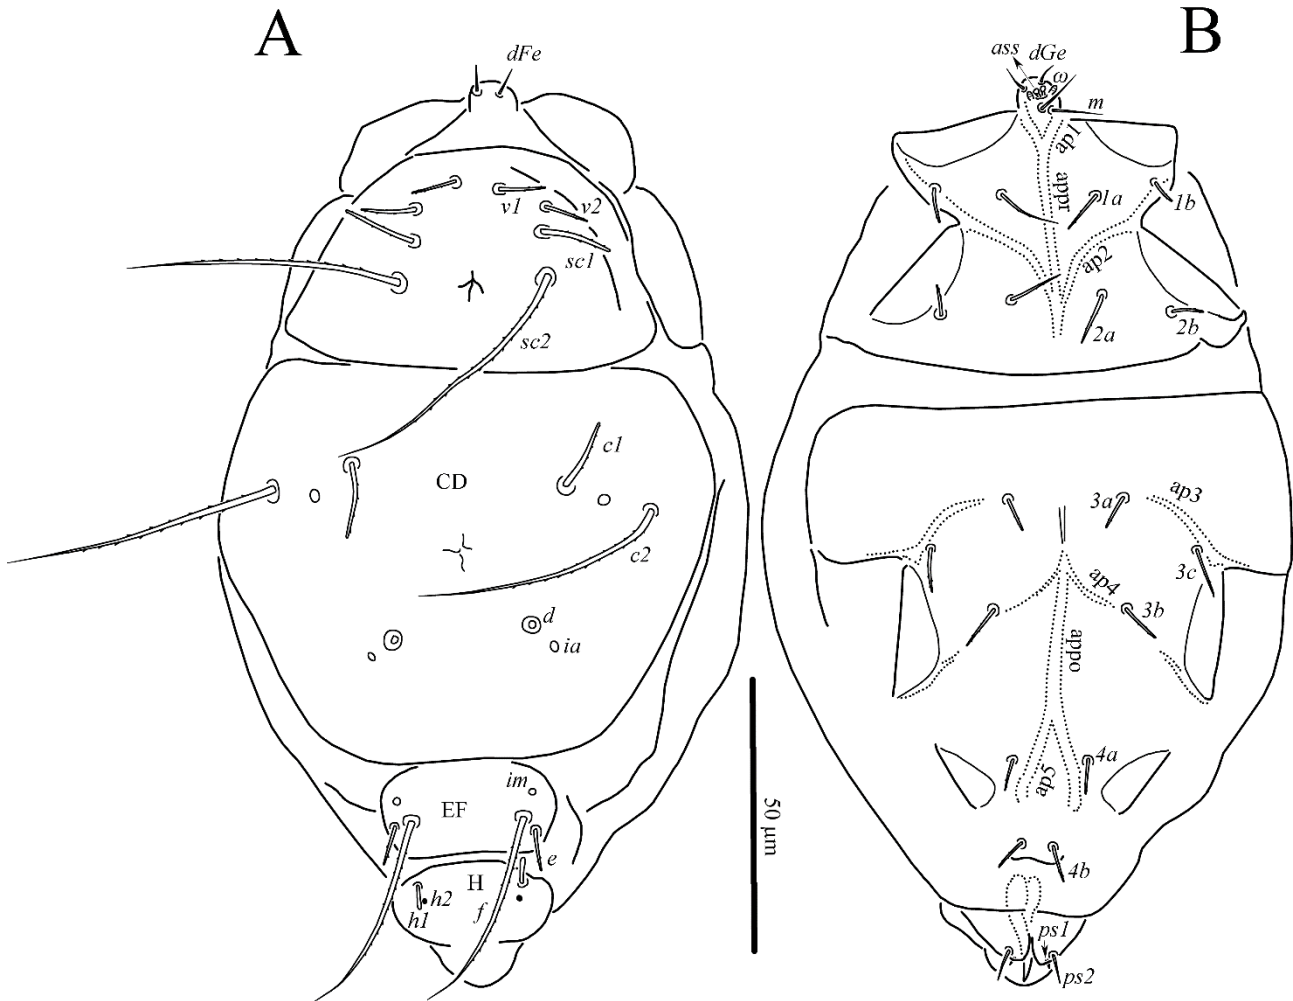 A
B
dFe
ass
dGe
ω
m
ap1
v1
v2
appr
1a
1b
sc1
ap2
sc2
2a
2b
c1
CD
3a
ap3
c2
3c
ap4
3b
d
ia
appo
im
4a
ap5
EF
50 µm
e
4b
H
h2
h1
f
ps1
ps2